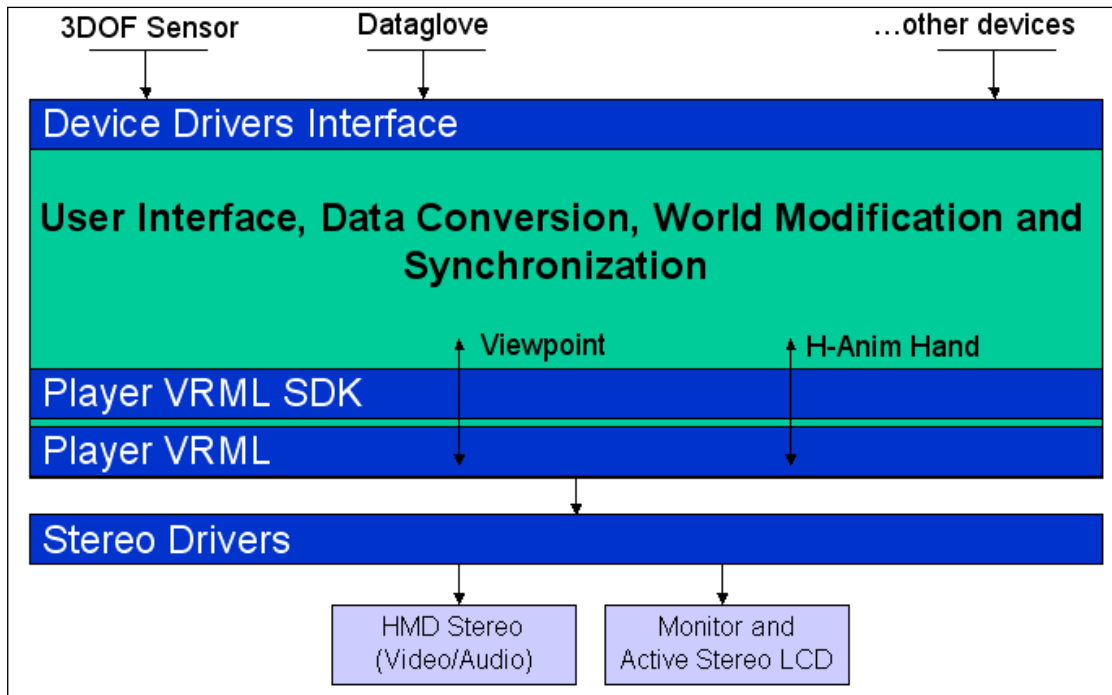 3DOF Sensor
Dataglove
...other devices
Device Drivers Interface
User Interface, Data Conversion, World Modification and
Synchronization
Viewpoint
H-Anim Hand
Player VRML SDK
Player VRML
Stereo Drivers
HMD Stereo
(Video/Audio)
Monitor and
Active Stereo LCD